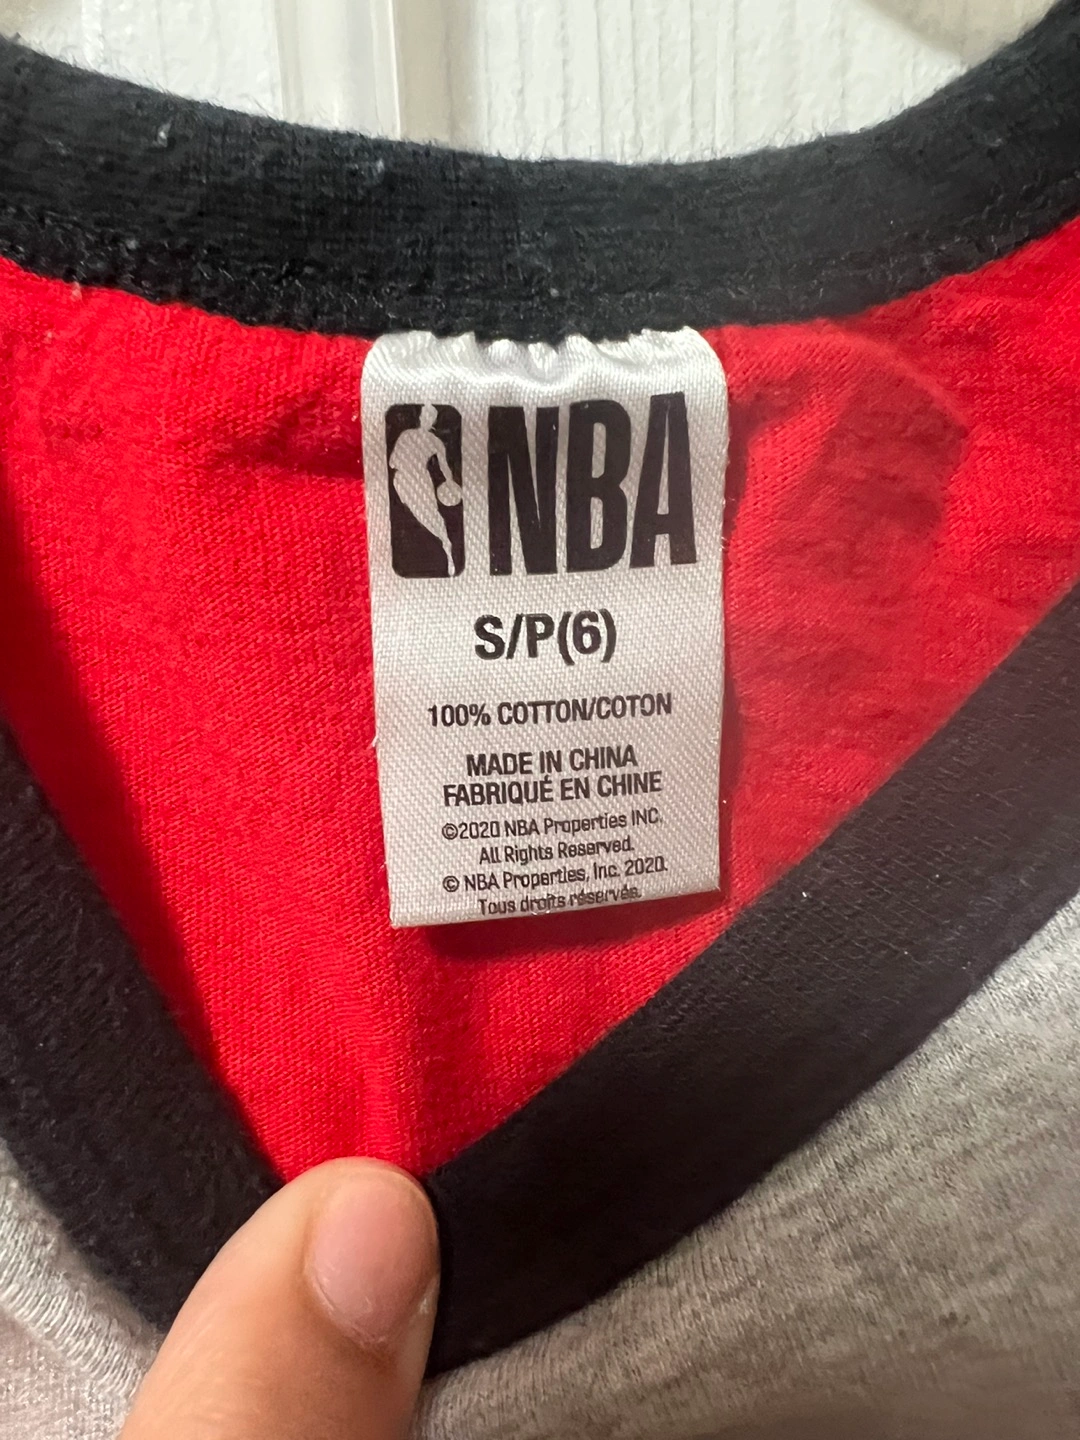 NBA
S/P(6)
100% COTTON/COTON
MADE IN CHINA
FABRIQUÉ EN CHINE
©2020 NBA Properties INC.
All Rights Reserved.
© NBA Properties, Inc. 2020.
Tous droits réservés.